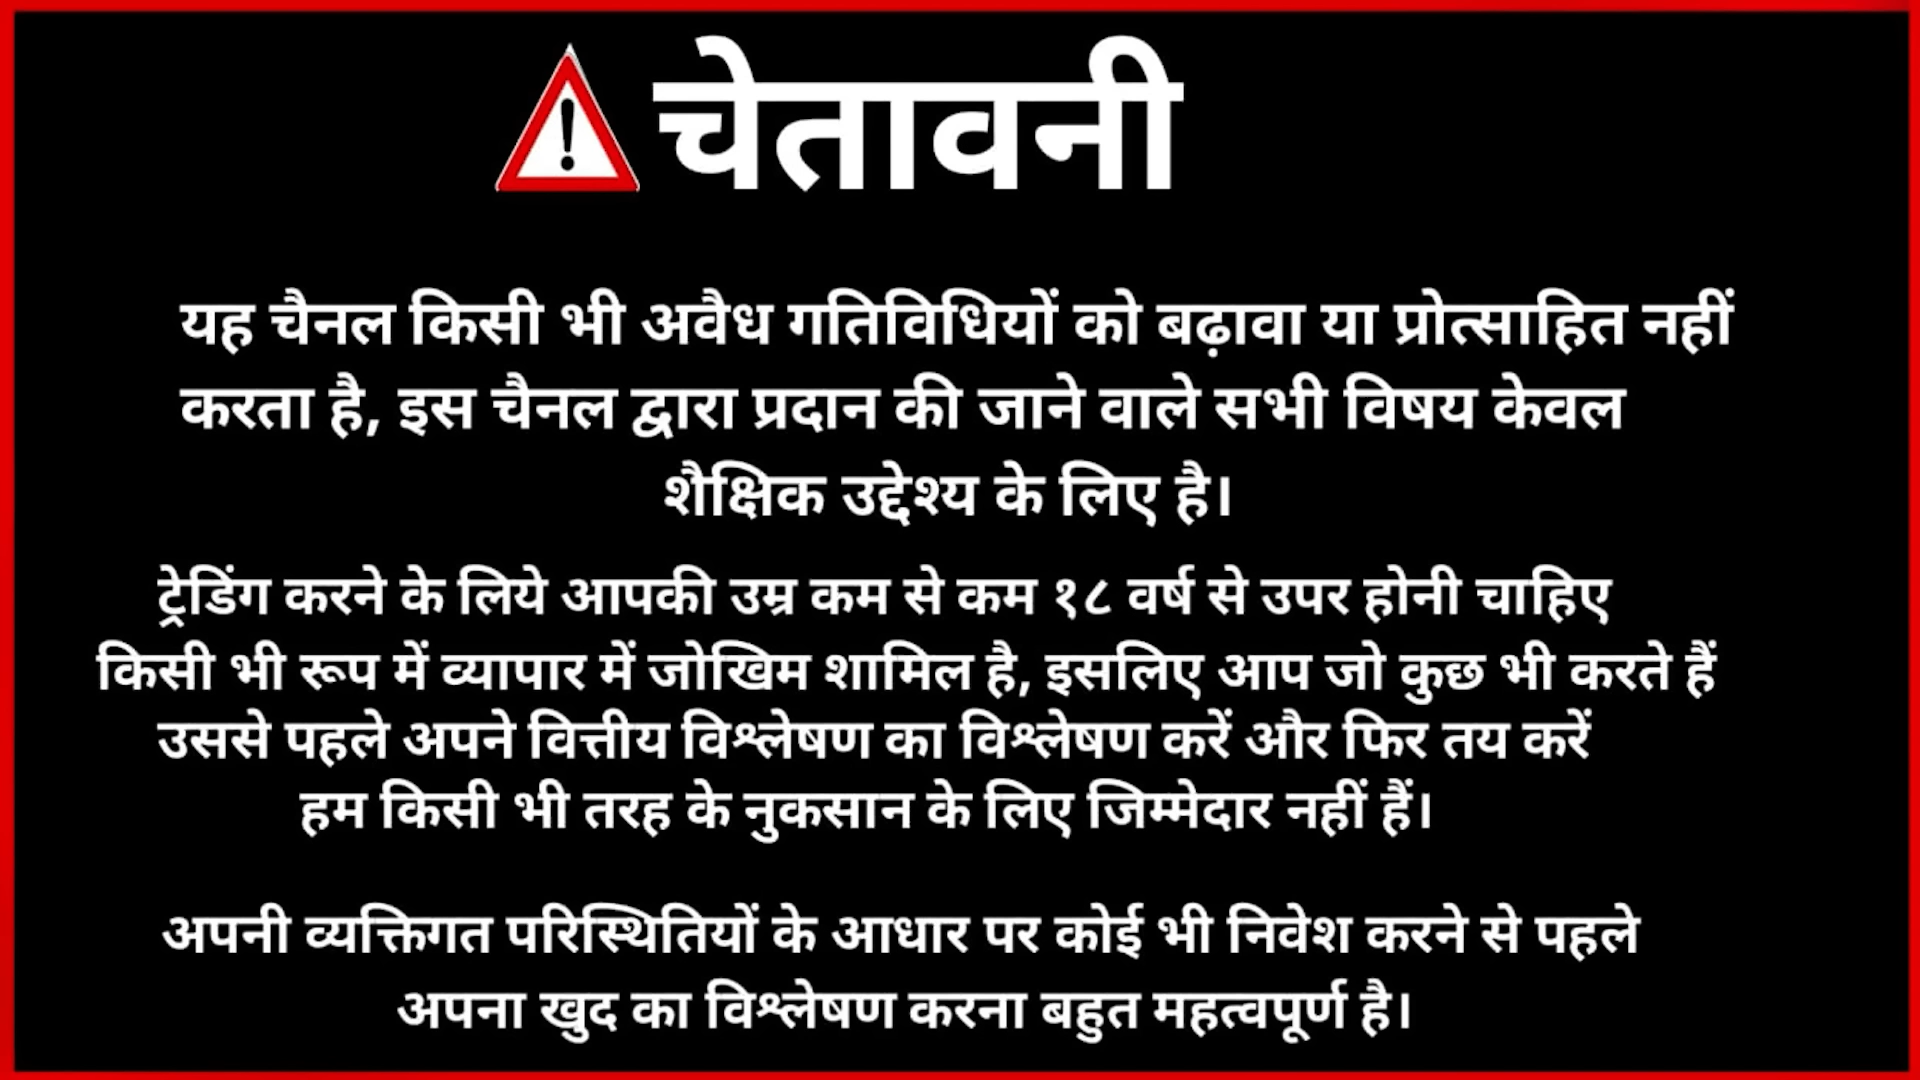 चेतावनी
यह चैनल किसी भी अवैध गतिविधियों को बढ़ावा या प्रोत्साहित नहीं
करता है, इस चैनल द्वारा प्रदान की जाने वाले सभी विषय केवल
शैक्षिक उद्देश्य के लिए है।
ट्रेडिंग करने के लिये आपकी उम्र कम से कम १८ वर्ष से उपर होनी चाहिए
किसी भी रूप में व्यापार में जोखिम शामिल है, इसलिए आप जो कुछ भी करते हैं
उससे पहले अपने वित्तीय विश्लेषण का विश्लेषण करें और फिर तय करें
हम किसी भी तरह के नुकसान के लिए जिम्मेदार नहीं हैं।
अपनी व्यक्तिगत परिस्थितियों के आधार पर कोई भी निवेश करने से पहले
अपना खुद का विश्लेषण करना बहुत महत्वपूर्ण है।